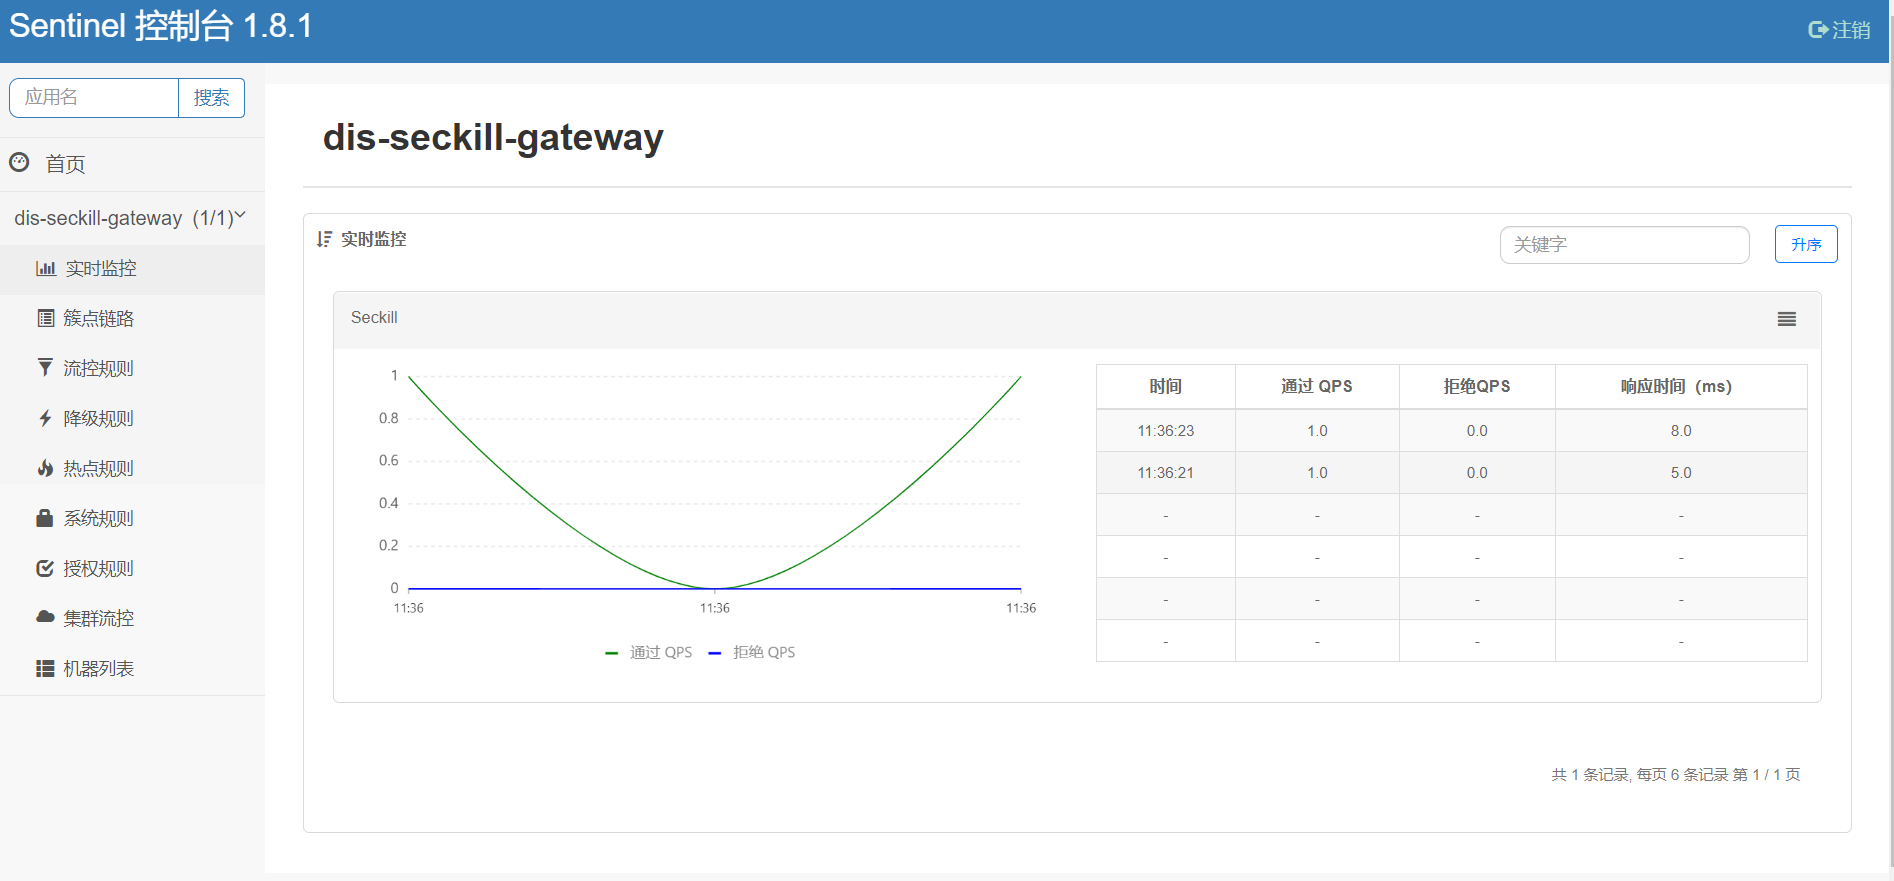 Sentinel 控制台 1.8.1
注销
应用名 搜索
首页
dis-seckill-gateway (1/1)
实时监控
簇点链路
流控规则
降级规则
热点规则
系统规则
授权规则
集群流控
机器列表
dis-seckill-gateway
实时监控
关键字 升序
Seckill
1
0.8
0.6
0.4
0.2
0
11:36 11:36 11:36
通过 QPS 拒绝 QPS
时间 通过 QPS 拒绝QPS 响应时间（ms）
11:36:23 1.0 0.0 8.0
11:36:21 1.0 0.0 5.0
- - - -
- - - -
- - - -
- - - -
共 1 条记录, 每页 6 条记录 第 1 / 1 页